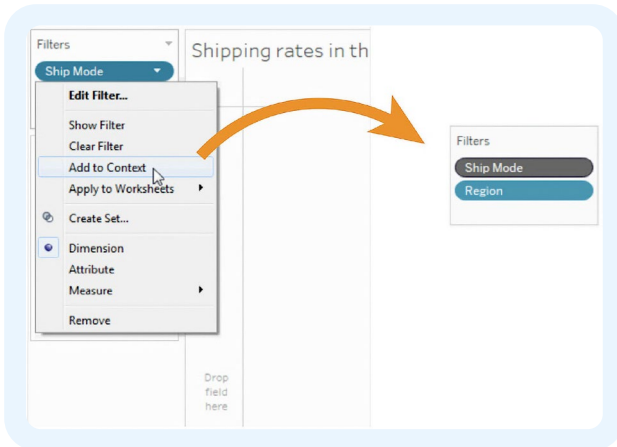 Filters
Ship Mode
Edit Filter...
Show Filter
Clear Filter
Add to Context
Apply to Worksheets
Create Set...
Dimension
Attribute
Measure
Remove
Shipping rates in th
Drop
field
here
Filters
Ship Mode
Region